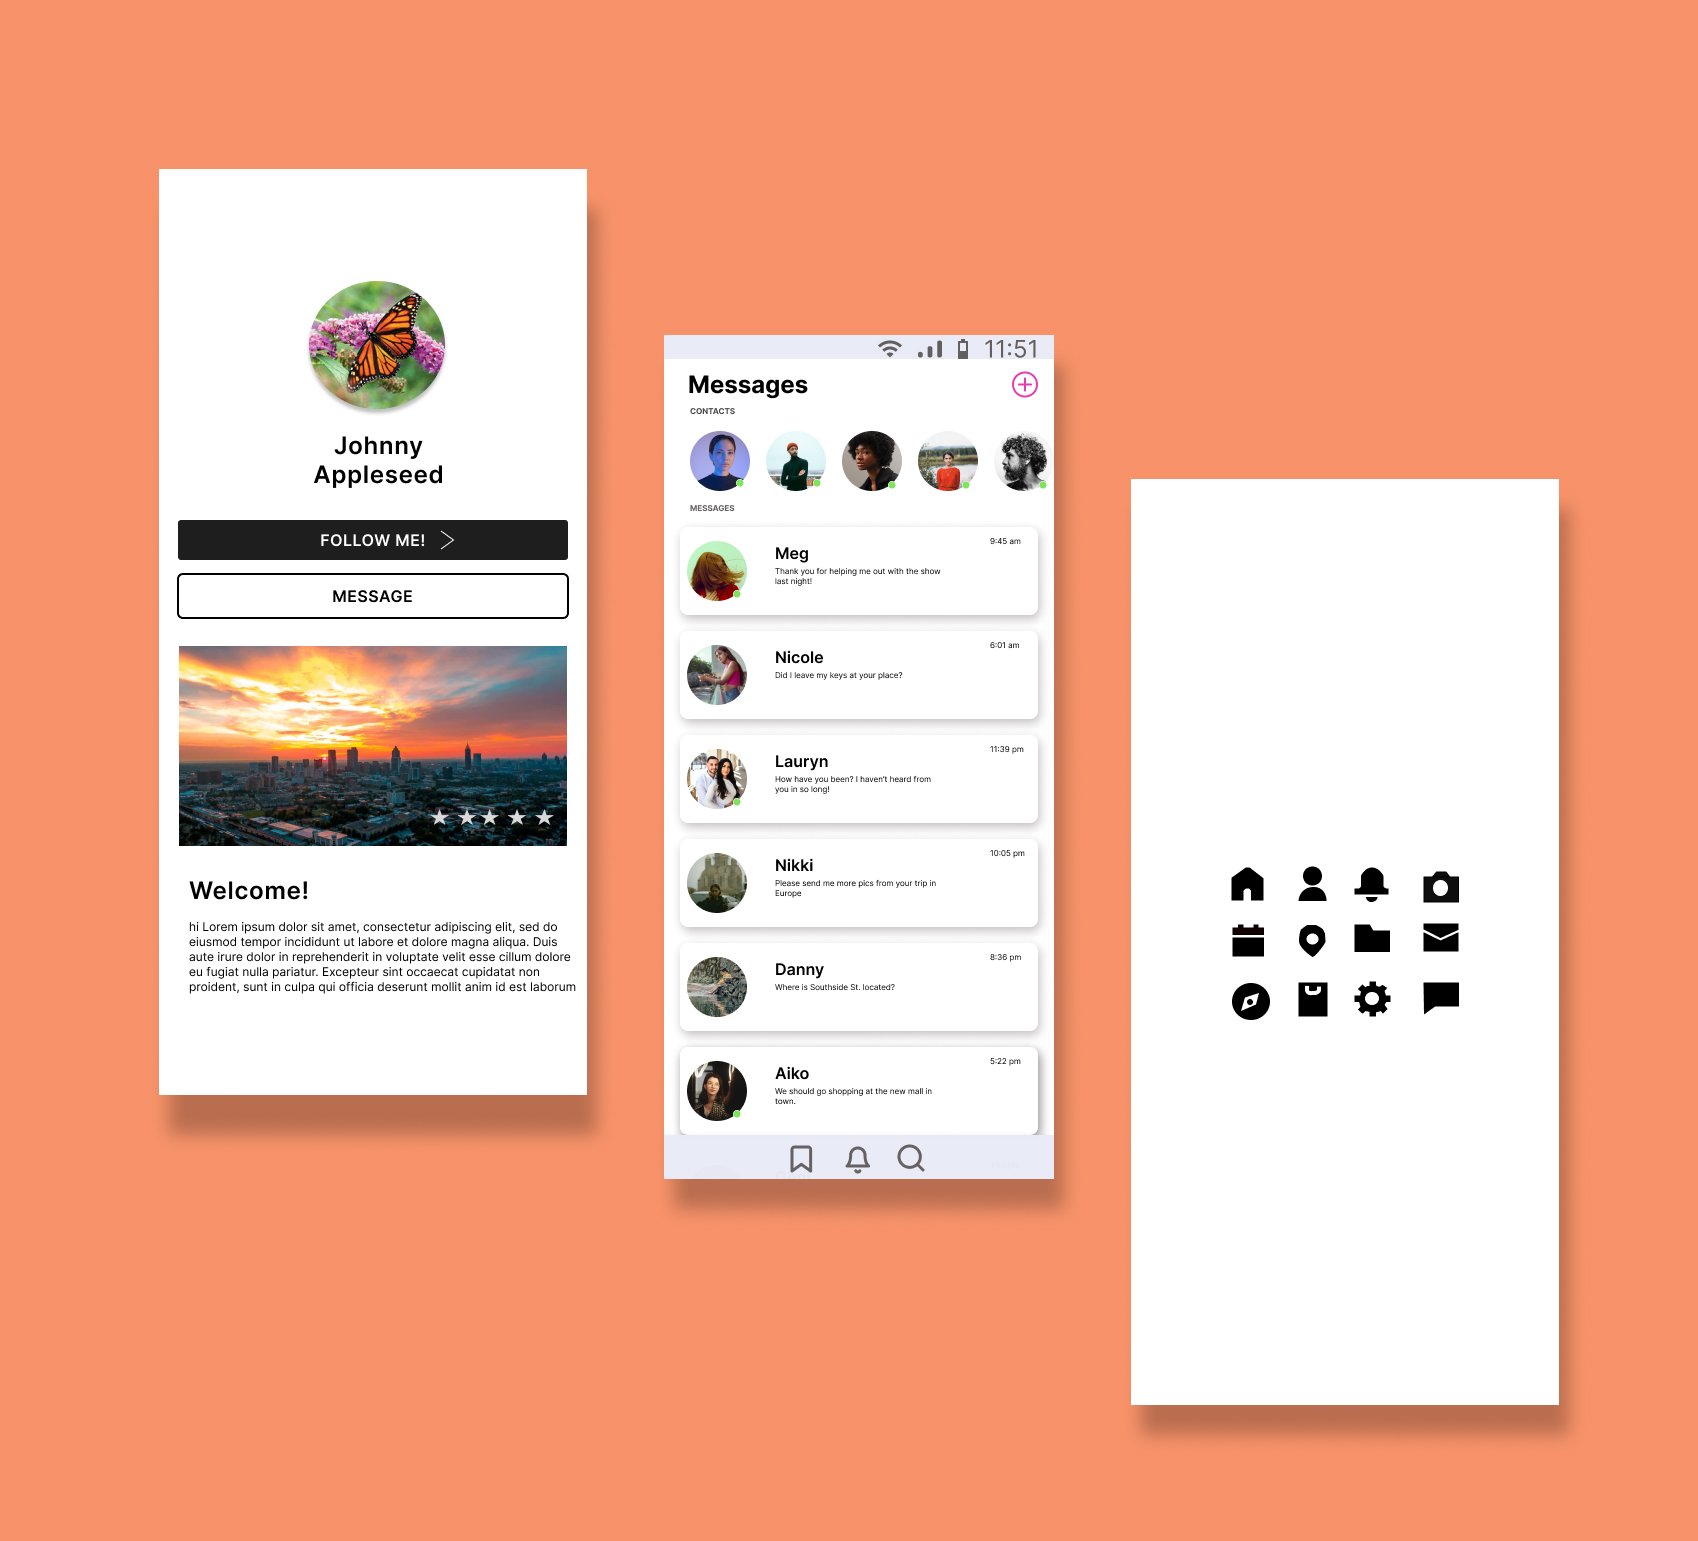 Johnny
Appleseed
FOLLOW ME!
MESSAGE
Welcome!
hi Lorem ipsum dolor sit amet, consectetur adipiscing elit, sed do
eiusmod tempor incididunt ut labore et dolore magna aliqua. Duis
aute irure dolor in reprehenderit in voluptate velit esse cillum dolore
eu fugiat nulla pariatur. Excepteur sint occaecat cupidatat non
proident, sunt in culpa qui officia deserunt mollit anim id est laborum
11:51
Messages
CONTACTS
MESSAGES
Meg
9:45 am
Thank you for helping me out with the show
last night!
Nicole
6:01 am
Did I leave my keys at your place?
Lauryn
11:39 pm
How have you been? I haven't heard from
you in so long!
Nikki
10:05 pm
Please send me more pics from your trip in
Europe
Danny
8:36 pm
Where is Southside St. located?
Aiko
5:22 pm
We should go shopping at the new mall in
town.